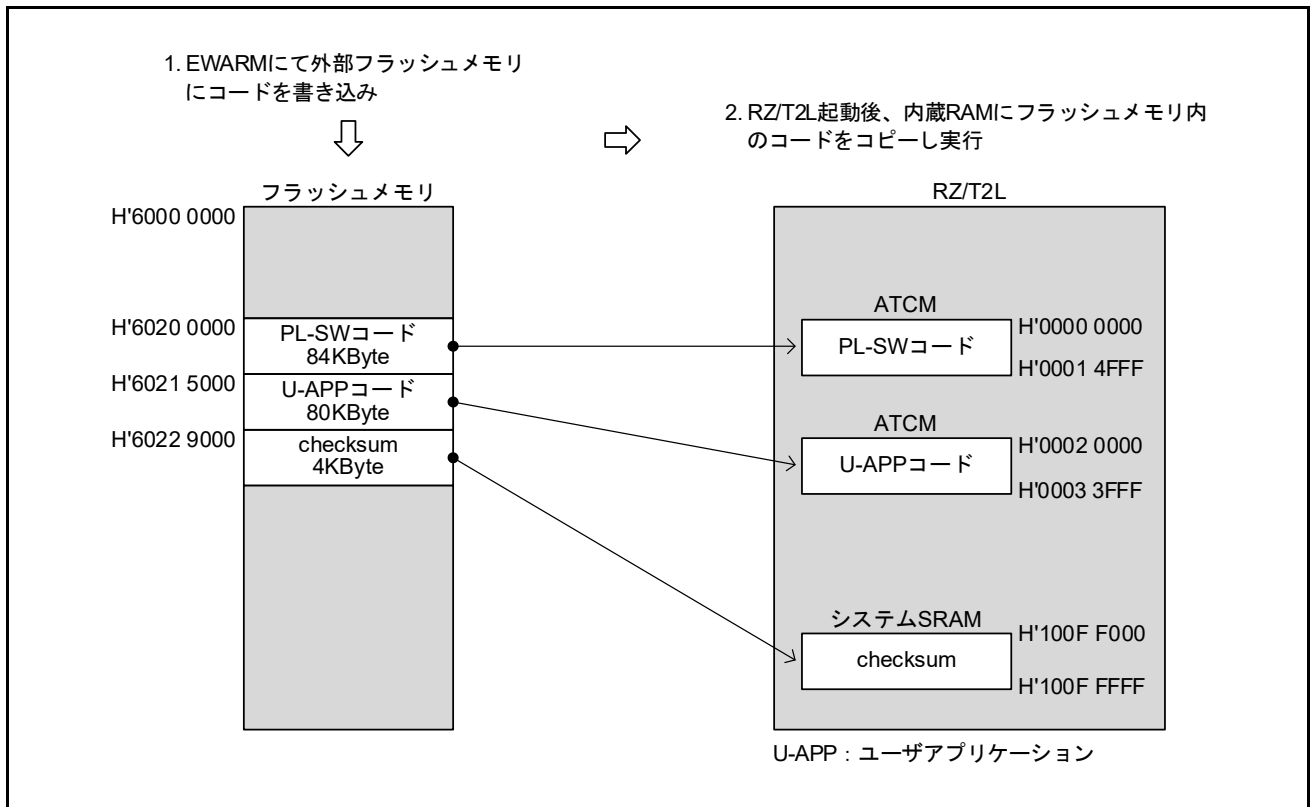 1. EWARMにて外部フラッシュメモリ
にコードを書き込み
2. RZ/T2L起動後、内蔵RAMにフラッシュメモリ内
のコードをコピーし実行
フラッシュメモリ
H'6000 0000
H'6020 0000
PL-SWコード
84KByte
H'6021 5000
U-APPコード
80KByte
H'6022 9000
checksum
4KByte
RZ/T2L
ATCM
PL-SWコード
H'0000 0000
H'0001 4FFF
ATCM
U-APPコード
H'0002 0000
H'0003 3FFF
システムSRAM
checksum
H'100F F000
H'100F FFFF
U-APP：ユーザアプリケーション